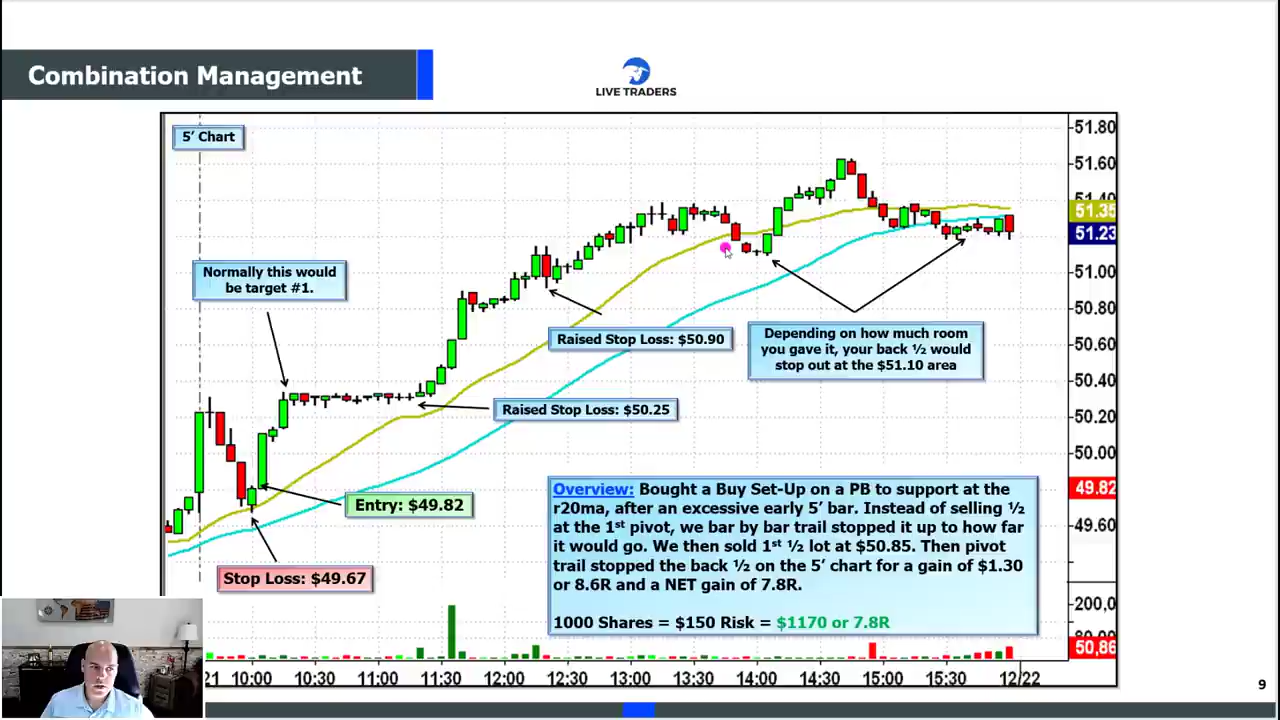 Combination Management
LIVE TRADERS
5’ Chart
51.80
51.60
51.40
51.35
51.23
51.00
50.80
50.60
50.40
50.20
50.00
49.82
49.60
Normally this would
be target #1.
Raised Stop Loss: $50.90
Depending on how much room
you gave it, your back ½ would
stop out at the $51.10 area
Raised Stop Loss: $50.25
Entry: $49.82
Stop Loss: $49.67
Overview: Bought a Buy Set-Up on a PB to support at the
r20ma, after an excessive early 5’ bar. Instead of selling ½
at the 1st pivot, we bar by bar trail stopped it up to how far
it would go. We then sold 1st ½ lot at $50.85. Then pivot
trail stopped the back ½ on the 5’ chart for a gain of $1.30
or 8.6R and a NET gain of 7.8R.
1000 Shares = $150 Risk = $1170 or 7.8R
200,0
50,86
21 10:00 10:30 11:00 11:30 12:00 12:30 13:00 13:30 14:00 14:30 15:00 15:30 12/22
9